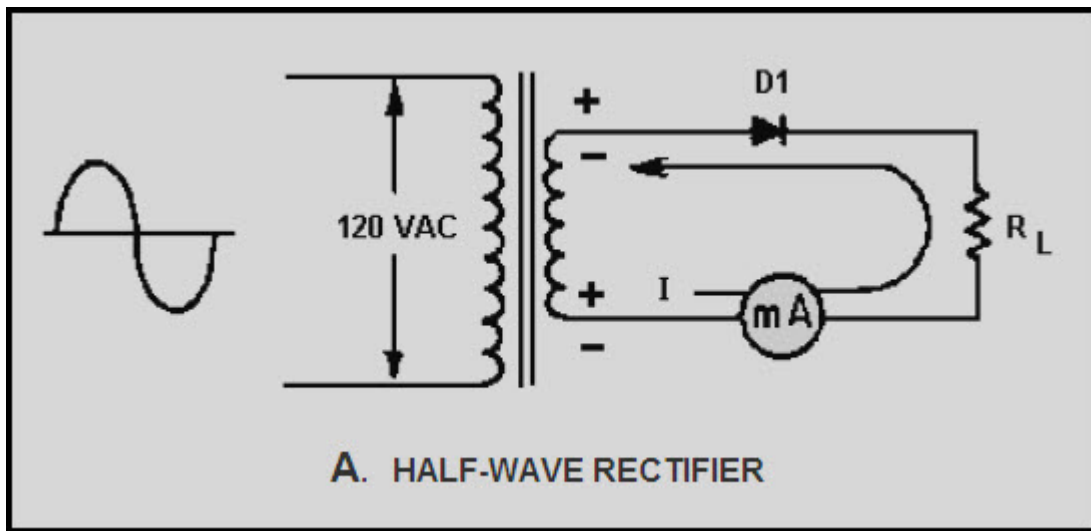 D1
+
−
120 VAC
R L
+
I
mA
−
A. HALF-WAVE RECTIFIER